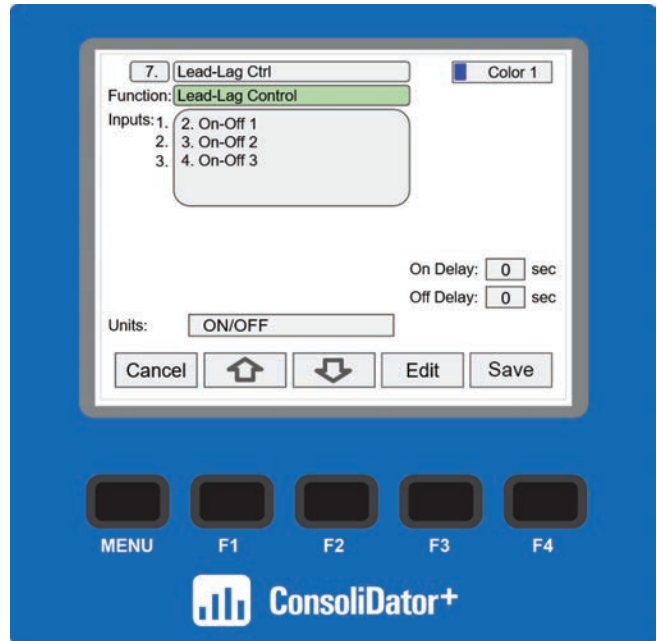 7. Lead-Lag Ctrl Color 1
Function: Lead-Lag Control
Inputs: 1. 2. On-Off 1
2. 3. On-Off 2
3. 4. On-Off 3
On Delay: 0 sec
Off Delay: 0 sec
Units: ON/OFF
Cancel Edit Save
MENU F1 F2 F3 F4
ConsoliDator+